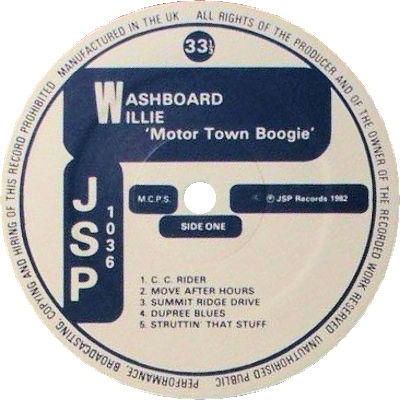 MANUFACTURED IN THE UK ALL RIGHTS OF THE PRODUCER AND OF THE OWNER OF THE RECORDED WORK RESERVED UNAUTHORISED PUBLIC PERFORMANCE, BROADCASTING, COPYING AND HIRING OF THIS RECORD PROHIBITED
33⅓
WASHBOARD
WILLIE
'Motor Town Boogie'
JSP
1036
M.C.P.S.
℗ JSP Records 1982
SIDE ONE
1. C. C. RIDER
2. MOVE AFTER HOURS
3. SUMMIT RIDGE DRIVE
4. DUPREE BLUES
5. STRUTTIN' THAT STUFF